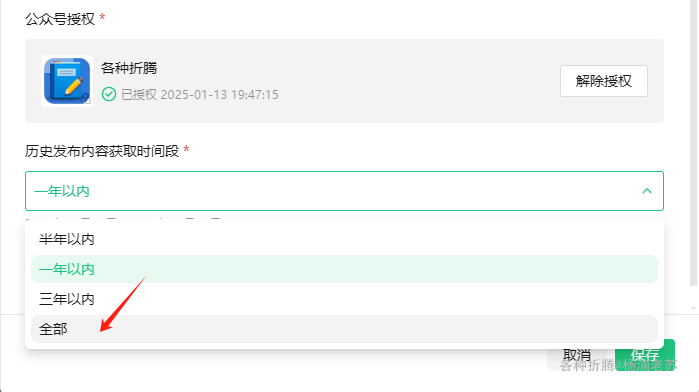 公众号授权 *
各种折腾
已授权 2025-01-13 19:47:15
解除授权
历史发布内容获取时间段 *
一年以内
半年以内
一年以内
三年以内
全部
取消
保存
各种折腾@杨浦老苏